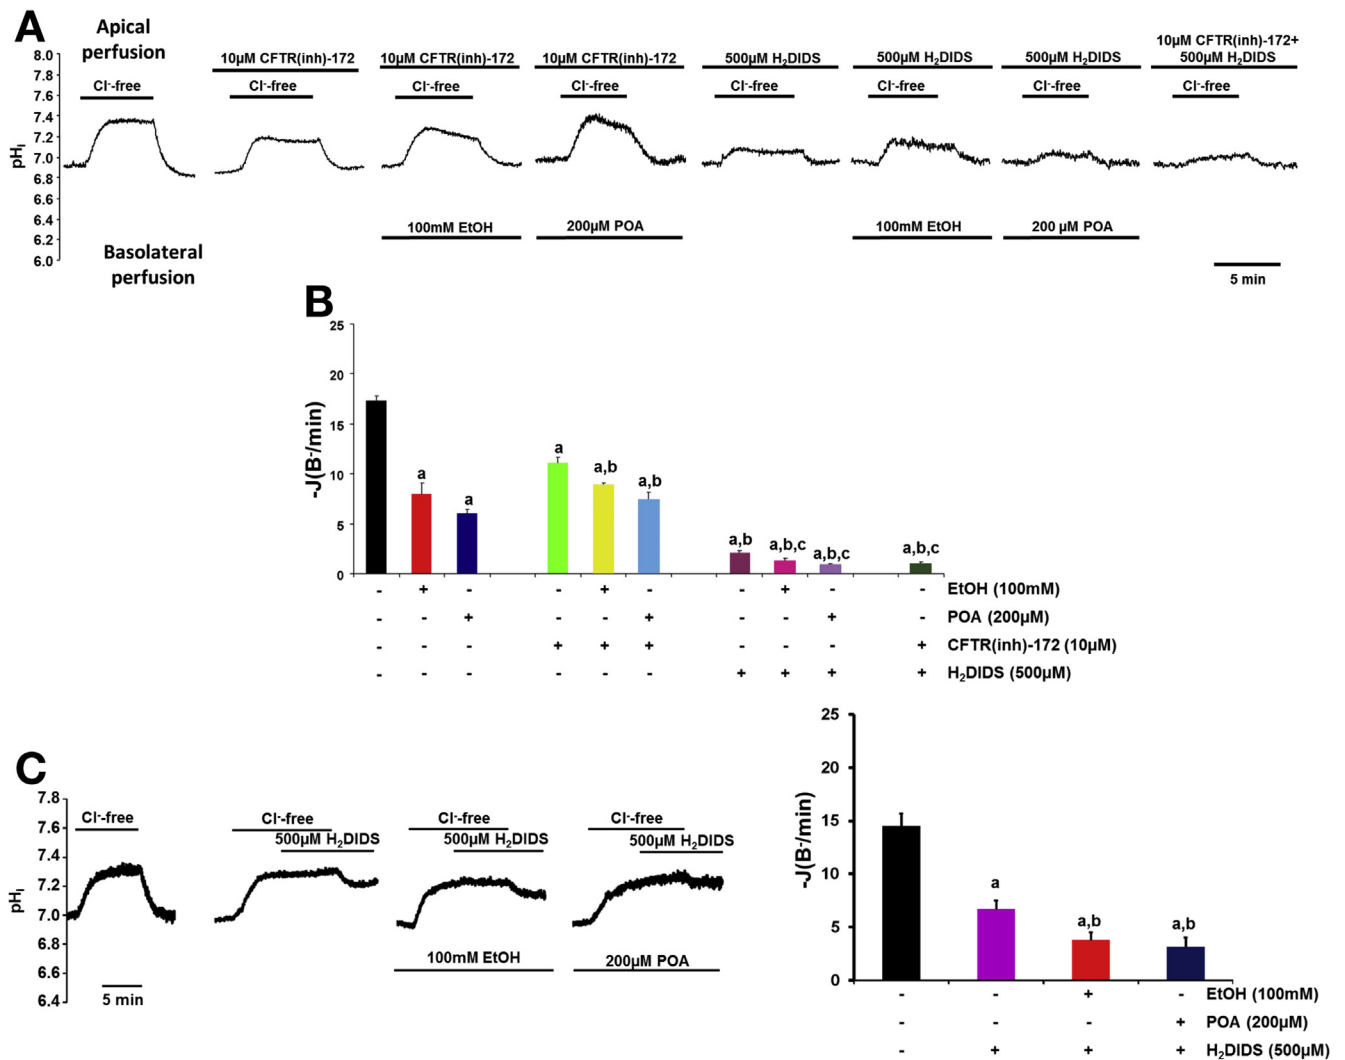 A
Apical
perfusion
10µM CFTR(inh)-172 10µM CFTR(inh)-172 10µM CFTR(inh)-172 500µM H₂DIDS 500µM H₂DIDS 500µM H₂DIDS 10µM CFTR(inh)-172+
500µM H₂DIDS
Cl⁻-free Cl⁻-free Cl⁻-free Cl⁻-free Cl⁻-free Cl⁻-free Cl⁻-free Cl⁻-free
8.0
7.8
7.6
7.4
7.2
7.0
6.8
6.6
6.4
6.2
6.0
pHᵢ
100mM EtOH 200µM POA 100mM EtOH 200 µM POA
Basolateral
perfusion
5 min
B
25
20
15
10
5
0
-J(B⁻/min)
a a a a,b a,b a,b a,b,c a,b,c a,b,c
- + - - + - - + - - EtOH (100mM)
- - + - - + - - + - POA (200µM)
- - - + + + - - - + CFTR(inh)-172 (10µM)
- - - - - - + + + + H₂DIDS (500µM)
C
7.8
7.6
7.4
7.2
7.0
6.8
6.6
6.4
pHᵢ
Cl⁻-free Cl⁻-free Cl⁻-free Cl⁻-free
500µM H₂DIDS 500µM H₂DIDS 500µM H₂DIDS
100mM EtOH 200µM POA
5 min
25
20
15
10
5
0
-J(B⁻/min)
a a,b a,b
- - + - EtOH (100mM)
- - - + POA (200µM)
- + + + H₂DIDS (500µM)